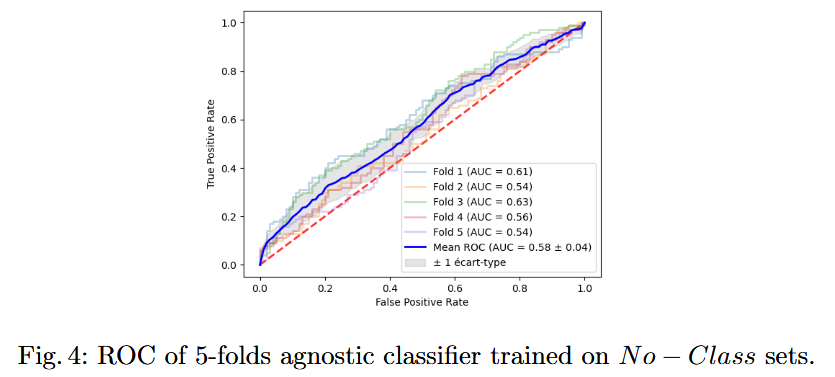 1.0
0.8
0.6
0.4
0.2
0.0
True Positive Rate
Fold 1 (AUC = 0.61)
Fold 2 (AUC = 0.54)
Fold 3 (AUC = 0.63)
Fold 4 (AUC = 0.56)
Fold 5 (AUC = 0.54)
Mean ROC (AUC = 0.58 ± 0.04)
± 1 écart-type
0.0 0.2 0.4 0.6 0.8 1.0
False Positive Rate
Fig. 4: ROC of 5-folds agnostic classifier trained on No − Class sets.